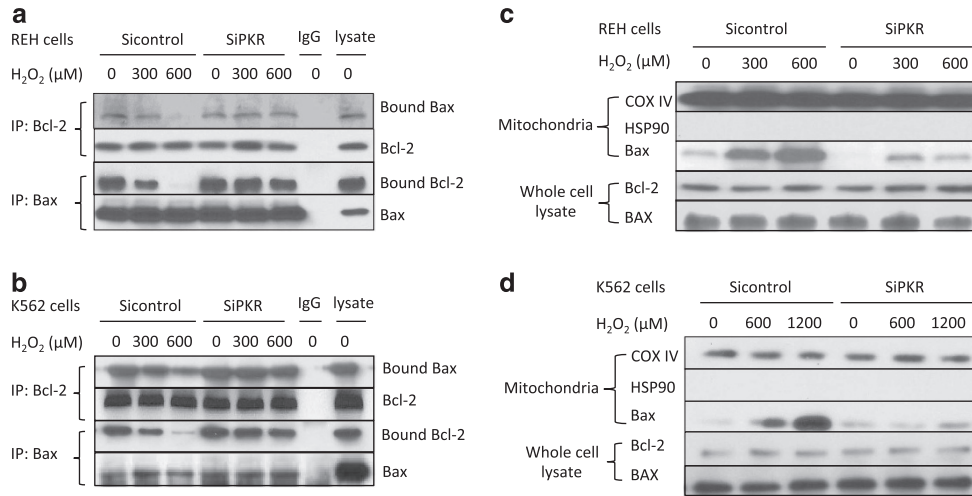 a
REH cells Sicontrol SiPKR IgG lysate
H₂O₂ (µM) 0 300 600 0 300 600 0 0
IP: Bcl-2
Bound Bax
Bcl-2
IP: Bax
Bound Bcl-2
Bax
b
K562 cells Sicontrol SiPKR IgG lysate
H₂O₂ (µM) 0 300 600 0 300 600 0 0
IP: Bcl-2
Bound Bax
Bcl-2
IP: Bax
Bound Bcl-2
Bax
c
REH cells Sicontrol SiPKR
H₂O₂ (µM) 0 300 600 0 300 600
Mitochondria
COX IV
HSP90
Bax
Whole cell
lysate
Bcl-2
BAX
d
K562 cells Sicontrol SiPKR
H₂O₂ (µM) 0 600 1200 0 600 1200
Mitochondria
COX IV
HSP90
Bax
Whole cell
lysate
Bcl-2
BAX